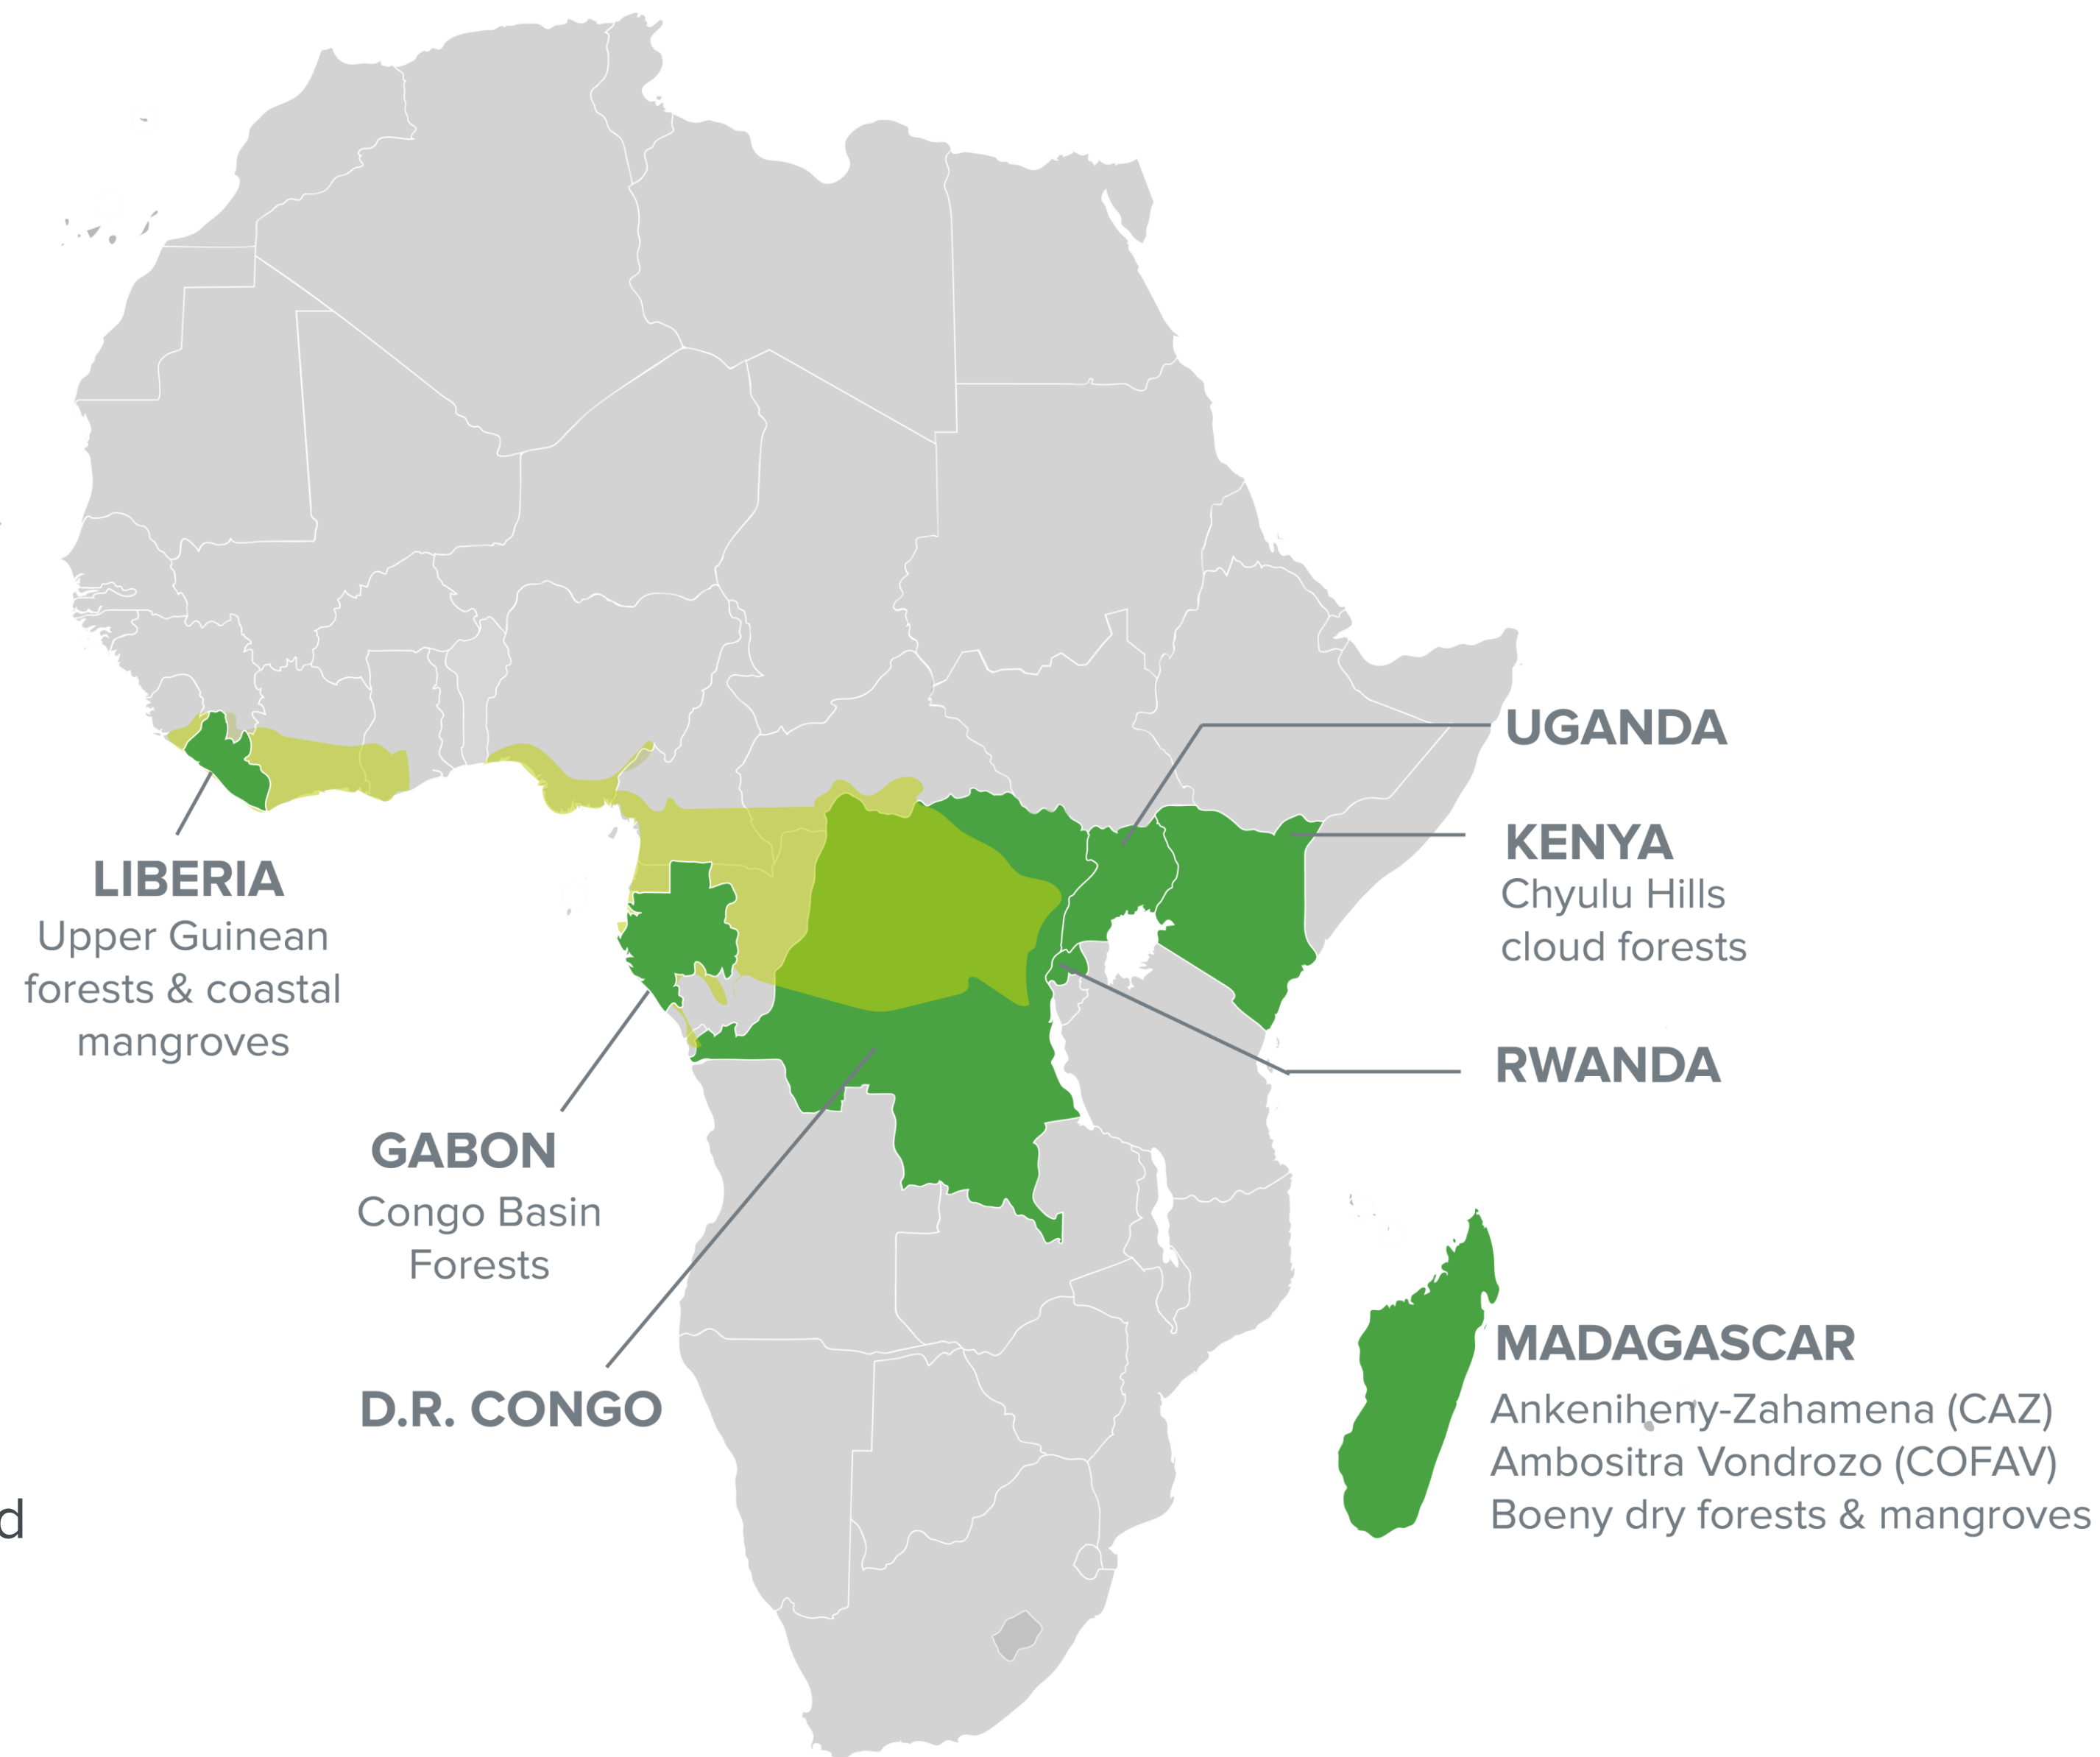 UGANDA
KENYA
Chyulu Hills
cloud forests
LIBERIA
Upper Guinean
forests & coastal
mangroves
RWANDA
GABON
Congo Basin
Forests
D.R. CONGO
MADAGASCAR
Ankeniheny-Zahamena (CAZ)
Ambositra Vondrozo (COFAV)
Boeny dry forests & mangroves
d